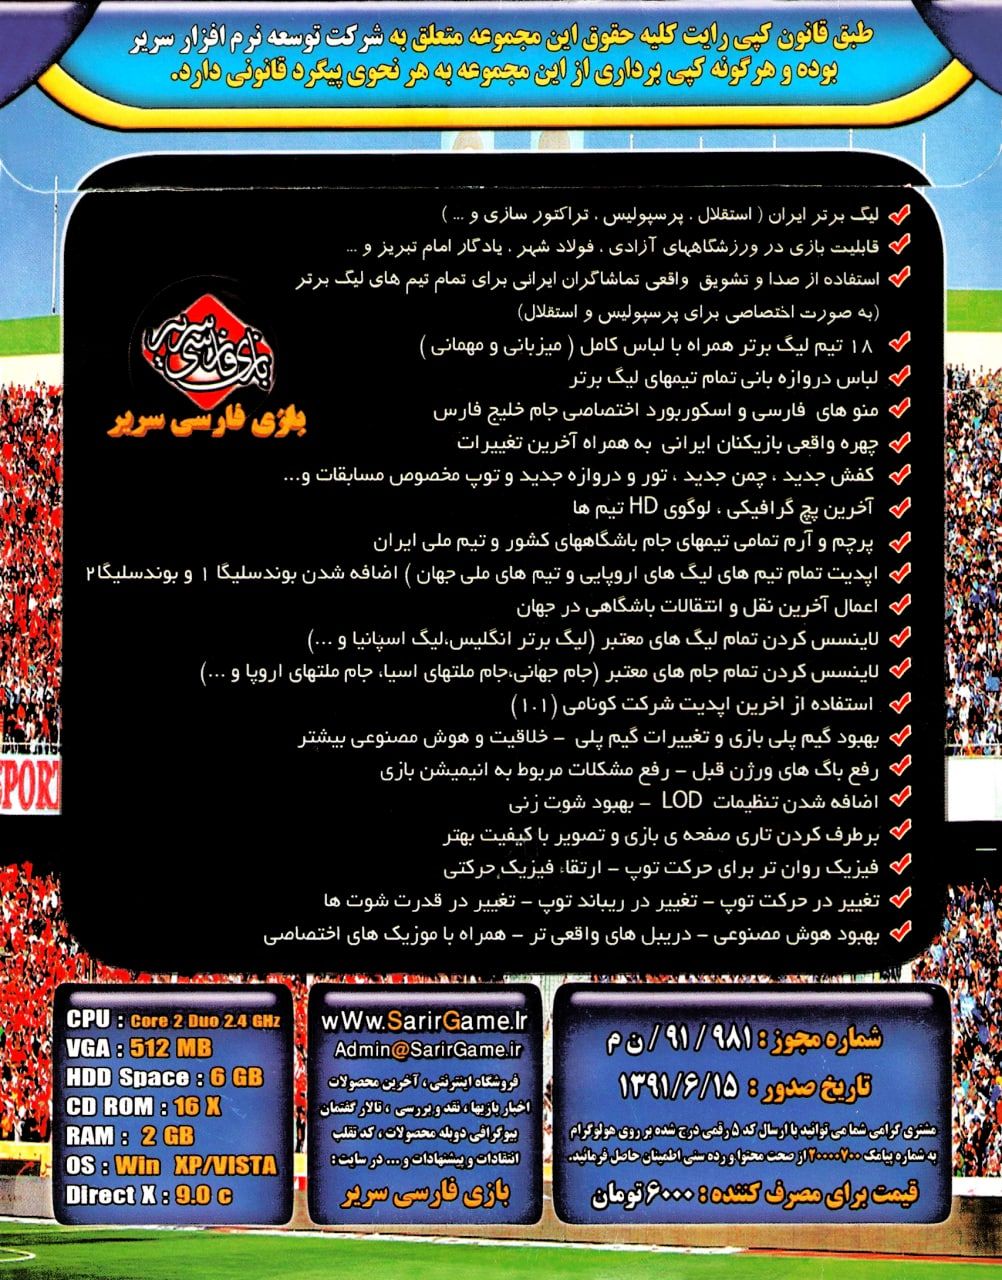 طبق قانون کپی رایت کلیه حقوق این مجموعه متعلق به شرکت توسعه نرم افزار سریر
بوده و هرگونه کپی برداری از این مجموعه به هر نحوی پیگرد قانونی دارد.
لیگ برتر ایران ( استقلال ، پرسپولیس ، تراکتور سازی و ... )
قابلیت بازی در ورزشگاههای آزادی ، فولاد شهر ، یادگار امام تبریز و ...
استفاده از صدا و تشویق واقعی تماشاگران ایرانی برای تمام تیم های لیگ برتر
(به صورت اختصاصی برای پرسپولیس و استقلال)
۱۸ تیم لیگ برتر همراه با لباس کامل ( میزبانی و مهمانی )
لباس دروازه بانی تمام تیمهای لیگ برتر
منو های فارسی و اسکوربورد اختصاصی جام خلیج فارس
چهره واقعی بازیکنان ایرانی به همراه آخرین تغییرات
کفش جدید ، چمن جدید ، تور و دروازه جدید و توپ مخصوص مسابقات و...
آخرین پچ گرافیکی ، لوگوی HD تیم ها
پرچم و آرم تمامی تیمهای جام باشگاههای کشور و تیم ملی ایران
اپدیت تمام تیم های لیگ های اروپایی و تیم های ملی جهان ) اضافه شدن بوندسلیگا ۱ و بوندسلیگا۲
اعمال آخرین نقل و انتقالات باشگاهی در جهان
لاینسس کردن تمام لیگ های معتبر (لیگ برتر انگلیس،لیگ اسپانیا و ...)
لاینسس کردن تمام جام های معتبر (جام جهانی،جام ملتهای اسیا، جام ملتهای اروپا و ...)
استفاده از اخرین اپدیت شرکت کونامی (۱.۰۱)
بهبود گیم پلی بازی و تغییرات گیم پلی - خلاقیت و هوش مصنوعی بیشتر
رفع باگ های ورژن قبل - رفع مشکلات مربوط به انیمیشن بازی
اضافه شدن تنظیمات LOD - بهبود شوت زنی
برطرف کردن تاری صفحه ی بازی و تصویر با کیفیت بهتر
فیزیک روان تر برای حرکت توپ - ارتقاء فیزیک حرکتی
تغییر در حرکت توپ - تغییر در ریباند توپ - تغییر در قدرت شوت ها
بهبود هوش مصنوعی - دریبل های واقعی تر - همراه با موزیک های اختصاصی
بازی فارسی سریر
بازی فارسی سریر
SPORT
شماره مجوز : ۹۸۱ / ۹۱ / ن م
تاریخ صدور : ۱۳۹۱/۶/۱۵
مشتری گرامی شما می توانید با ارسال کد ۵ رقمی درج شده بر روی هولوگرام
به شماره پیامک ۲۰۰۰۰۷۰۰ از صحت محتوا و رده سنی اطمینان حاصل فرمائید.
قیمت برای مصرف کننده : ۶۰۰۰ تومان
wWw.SarirGame.Ir
Admin@SarirGame.ir
فروشگاه اینترنتی ، آخرین محصولات
اخبار بازیها ، نقد و بررسی ، تالار گفتمان
بیوگرافی دوبله محصولات ، کد تقلب
انتقادات و پیشنهادات و ... در سایت :
بازی فارسی سریر
CPU : Core 2 Duo 2.4 GHz
VGA : 512 MB
HDD Space : 6 GB
CD ROM : 16 X
RAM : 2 GB
OS : Win XP/VISTA
Direct X : 9.0 c